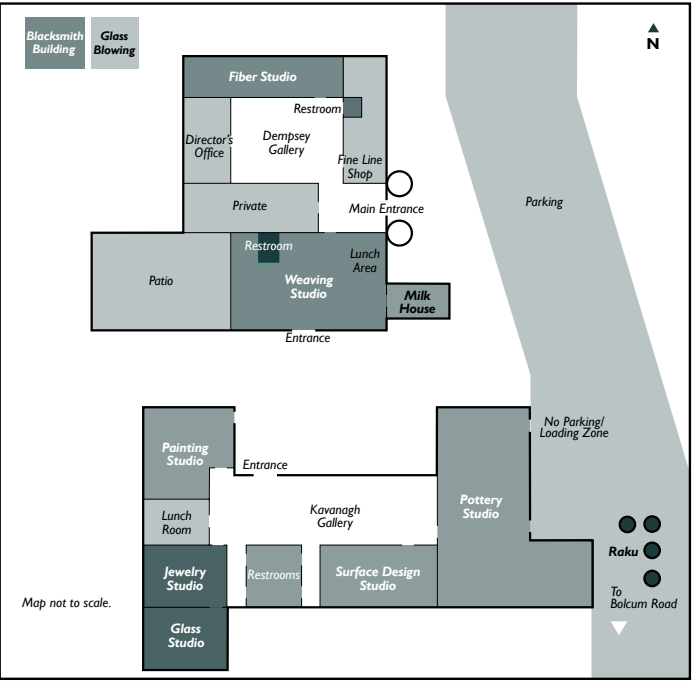 Blacksmith
Building
Glass
Blowing
N
Fiber Studio
Restroom
Director's
Office
Dempsey
Gallery
Fine Line
Shop
Private
Main Entrance
Parking
Restroom
Lunch
Area
Patio
Weaving
Studio
Milk
House
Entrance
No Parking/
Loading Zone
Painting
Studio
Entrance
Lunch
Room
Kavanagh
Gallery
Pottery
Studio
Raku
Jewelry
Studio
Restrooms
Surface Design
Studio
To
Bolcum Road
Map not to scale.
Glass
Studio